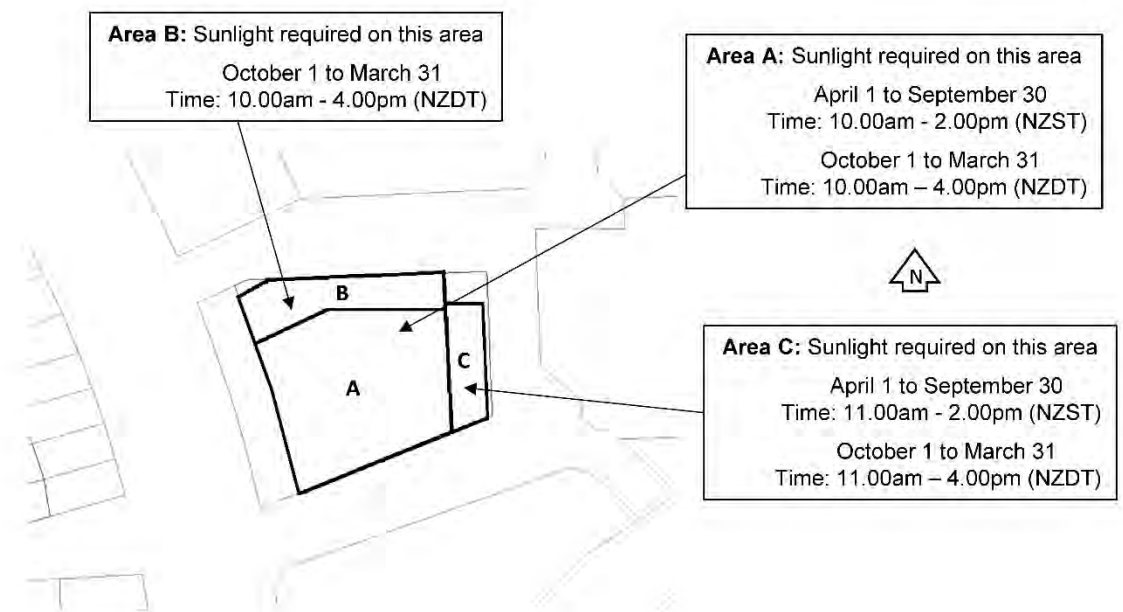 Area B: Sunlight required on this area
October 1 to March 31
Time: 10.00am - 4.00pm (NZDT)
Area A: Sunlight required on this area
April 1 to September 30
Time: 10.00am - 2.00pm (NZST)
October 1 to March 31
Time: 10.00am – 4.00pm (NZDT)
N
B
C
A
Area C: Sunlight required on this area
April 1 to September 30
Time: 11.00am - 2.00pm (NZST)
October 1 to March 31
Time: 11.00am – 4.00pm (NZDT)